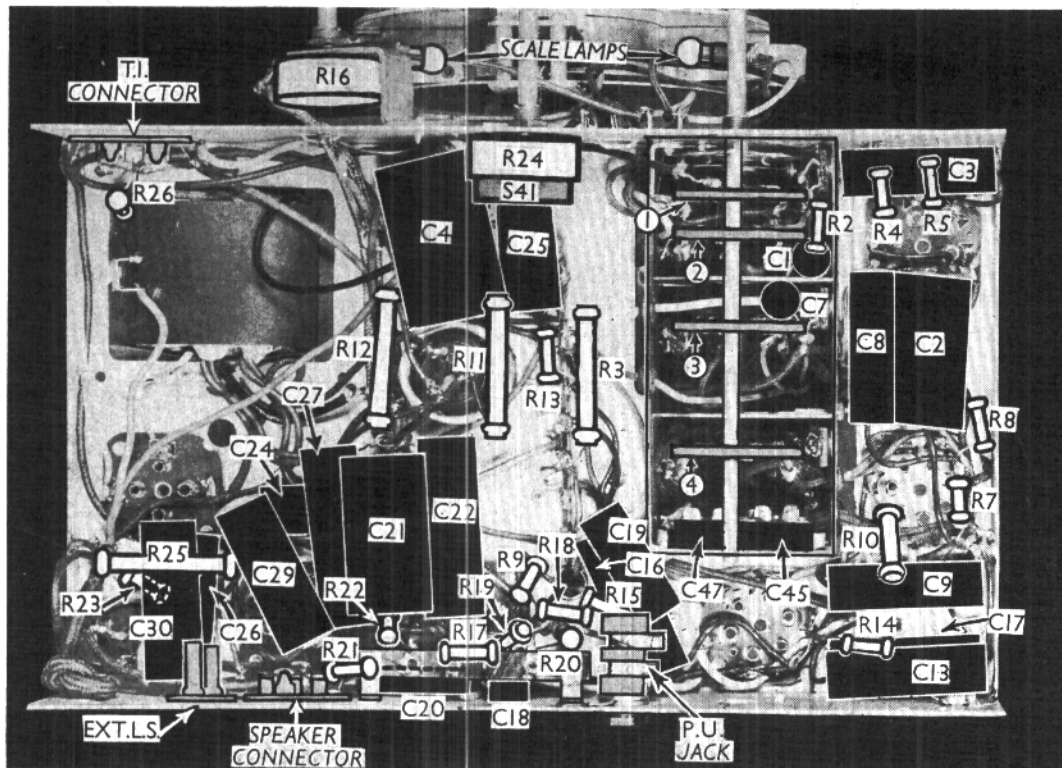 SCALE LAMPS
T.I.
CONNECTOR
R16
R26
R24
S41
C4
C25
C3
R4
R5
1
R2
2
C1
C7
3
C8
C2
R12
R11
R13
R3
C27
R8
C24
4
C21
C22
R7
R25
C29
C19
R10
R9
R18
C16
R23
R22
R19
R15
C47
C45
C9
C30
C26
R17
R14
C17
R21
R20
C13
C20
C18
EXT.L.S.
SPEAKER
CONNECTOR
P.U.
JACK